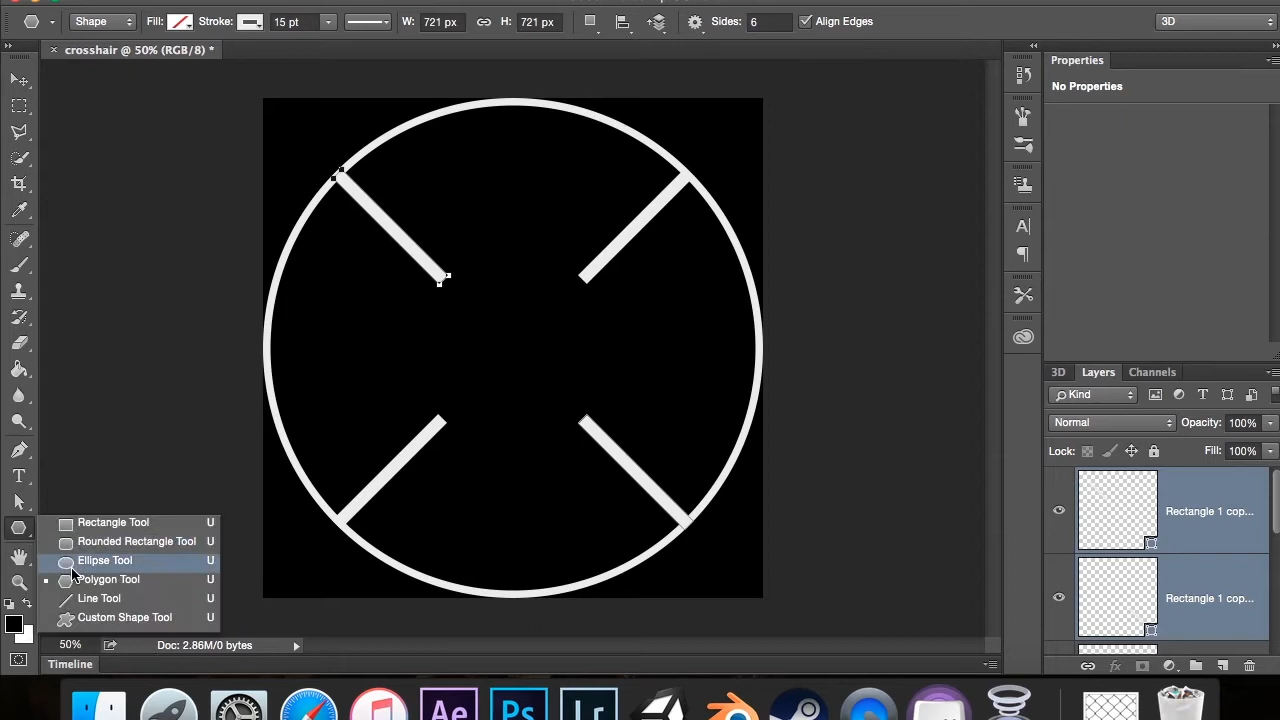 Shape Fill: Stroke: 15 pt W: 721 px H: 721 px Sides: 6 Align Edges 3D
crosshair @ 50% (RGB/8) *
Properties
No Properties
3D Layers Channels
Kind
Normal Opacity: 100%
Lock: Fill: 100%
Rectangle 1 cop...
Rectangle 1 cop...
Rectangle Tool U
Rounded Rectangle Tool U
Ellipse Tool U
Polygon Tool U
Line Tool U
Custom Shape Tool U
50% Doc: 2.86M/0 bytes
Timeline
Ae Ps Lr